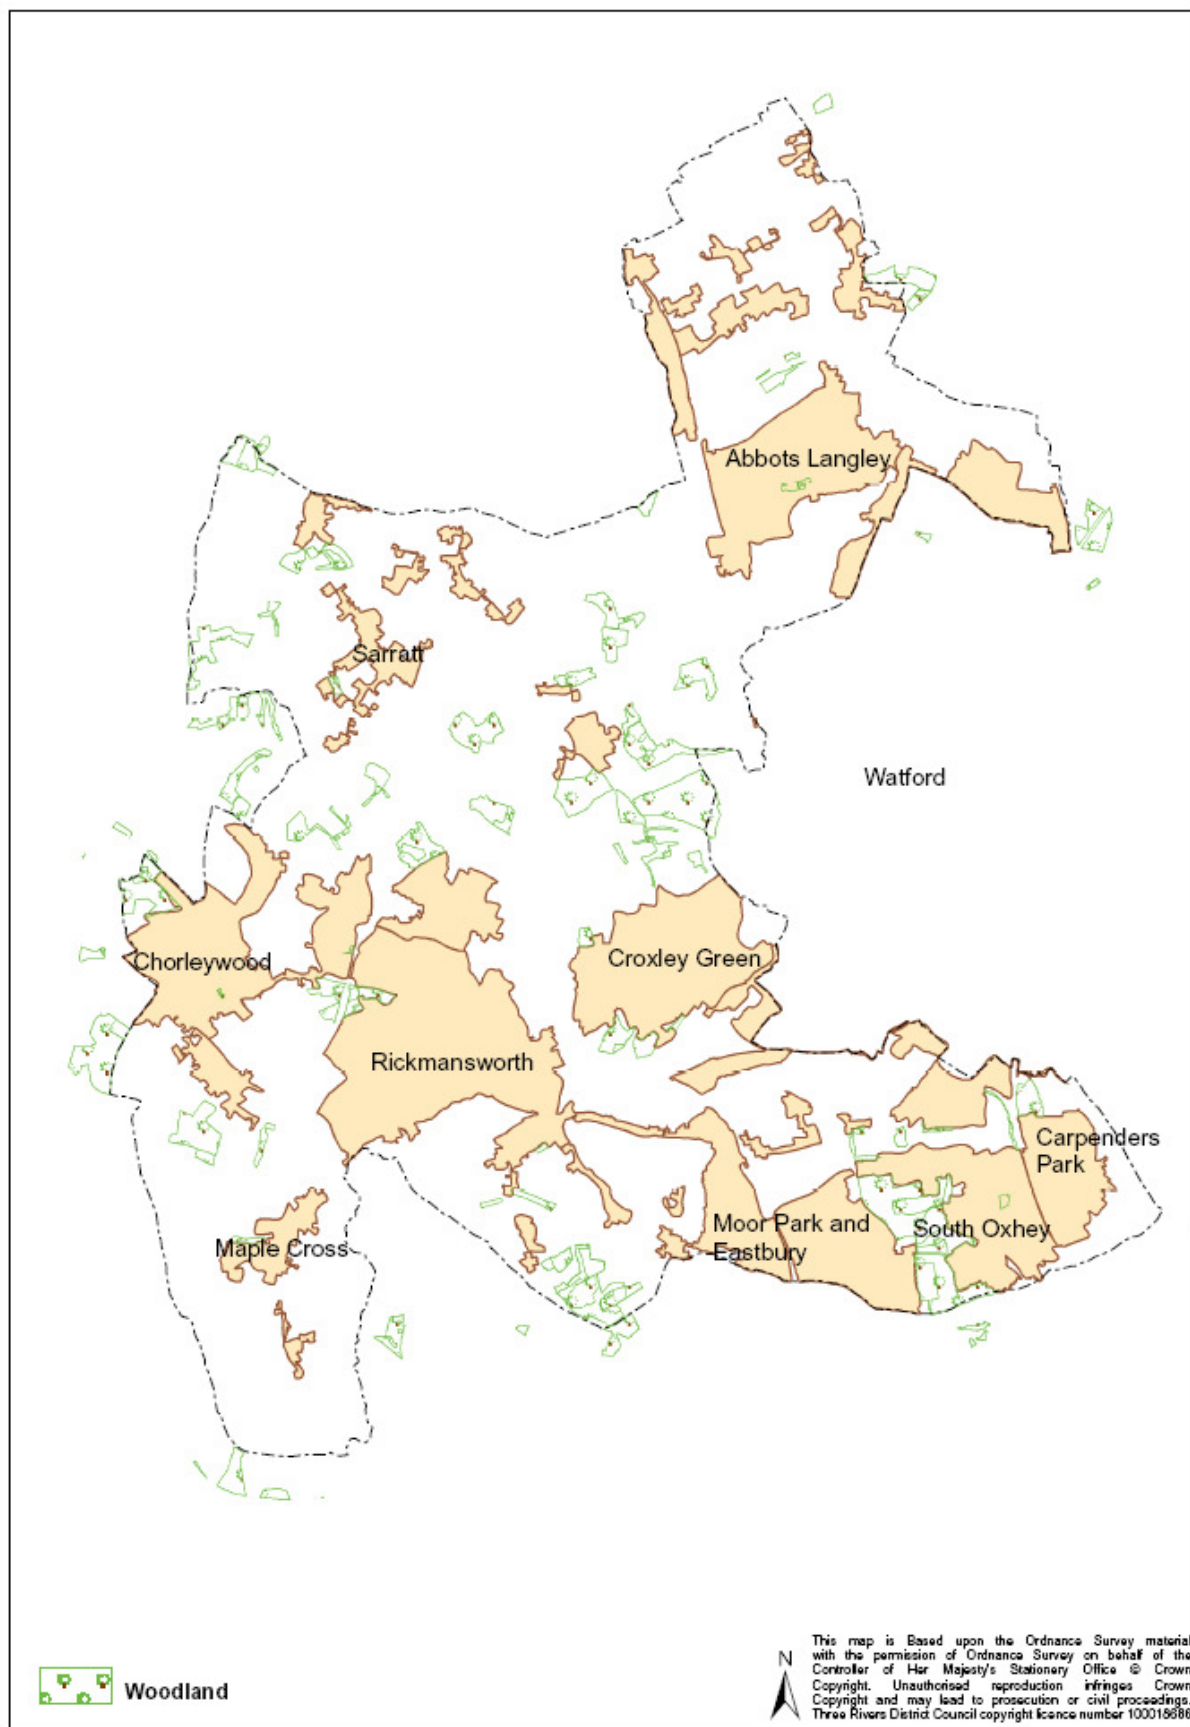 Abbots Langley
Sarratt
Watford
Chorleywood
Croxley Green
Rickmansworth
Carpenders
Park
Moor Park and
Eastbury
South Oxhey
Maple Cross
Woodland
N
This map is Based upon the Ordnance Survey material
with the permission of Ordnance Survey on behalf of the
Controller of Her Majesty's Stationery Office © Crown
Copyright. Unauthorised reproduction infringes Crown
Copyright and may lead to prosecution or civil proceedings.
Three Rivers District Council copyright licence number 100018686